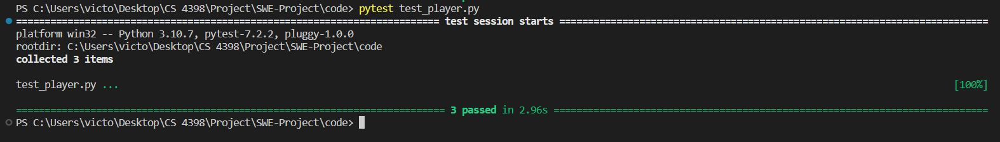 PS C:\Users\victo\Desktop\CS 4398\Project\SWE-Project\code> pytest test_player.py
========================================================================== test session starts ===========================================================================
platform win32 -- Python 3.10.7, pytest-7.2.2, pluggy-1.0.0
rootdir: C:\Users\victo\Desktop\CS 4398\Project\SWE-Project\code
collected 3 items
test_player.py ... [100%]
=========================================================================== 3 passed in 2.96s ============================================================================
PS C:\Users\victo\Desktop\CS 4398\Project\SWE-Project\code>